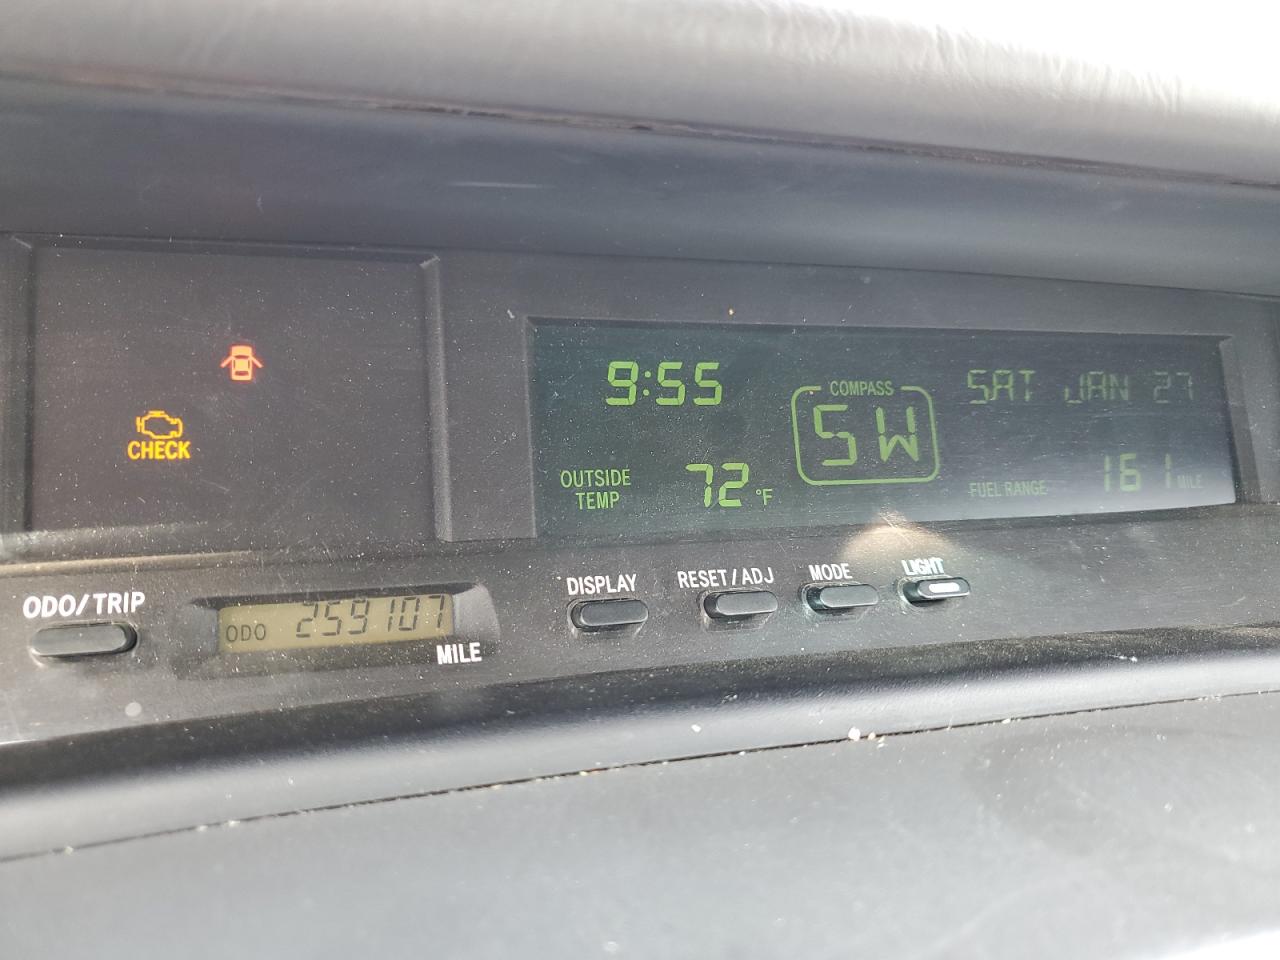 CHECK
9:55
OUTSIDE
TEMP
72 °F
COMPASS
SW
SAT JAN 27
FUEL RANGE 161 MILE
ODO/TRIP
ODO 259107
MILE
DISPLAY
RESET/ADJ
MODE
LIGHT